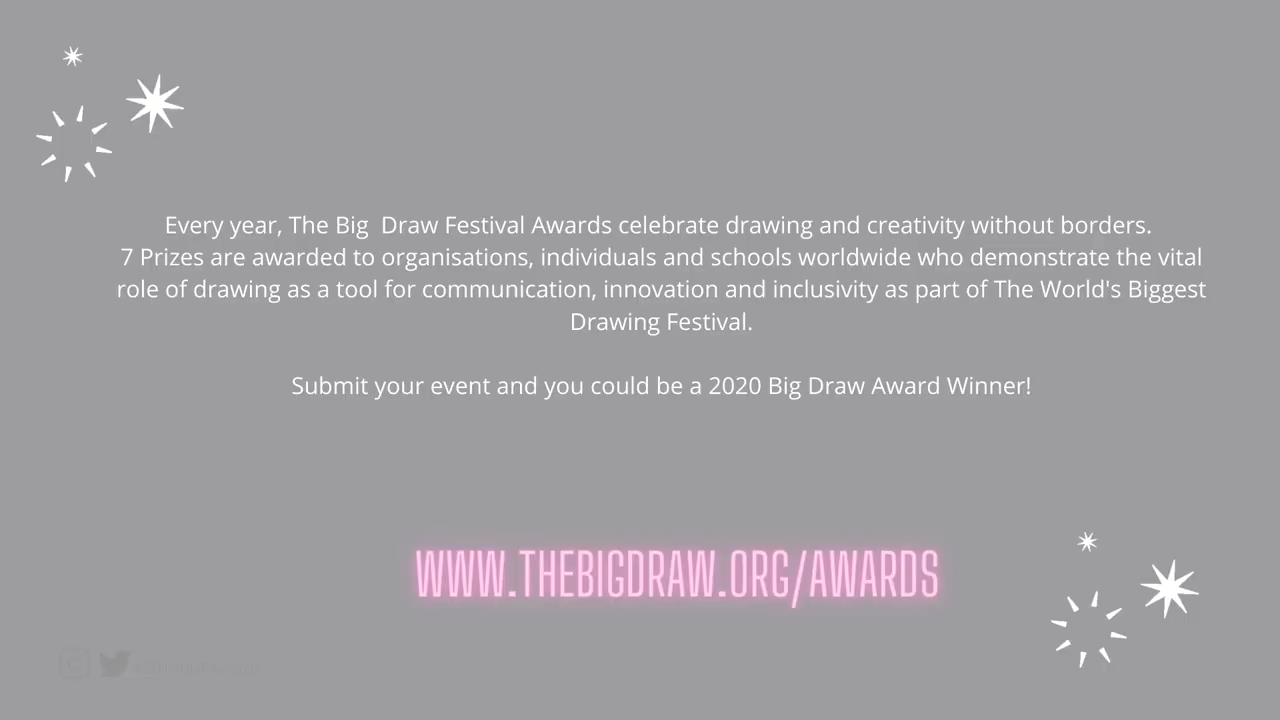 Every year, The Big  Draw Festival Awards celebrate drawing and creativity without borders.
7 Prizes are awarded to organisations, individuals and schools worldwide who demonstrate the vital
role of drawing as a tool for communication, innovation and inclusivity as part of The World's Biggest
Drawing Festival.
Submit your event and you could be a 2020 Big Draw Award Winner!
WWW.THEBIGDRAW.ORG/AWARDS